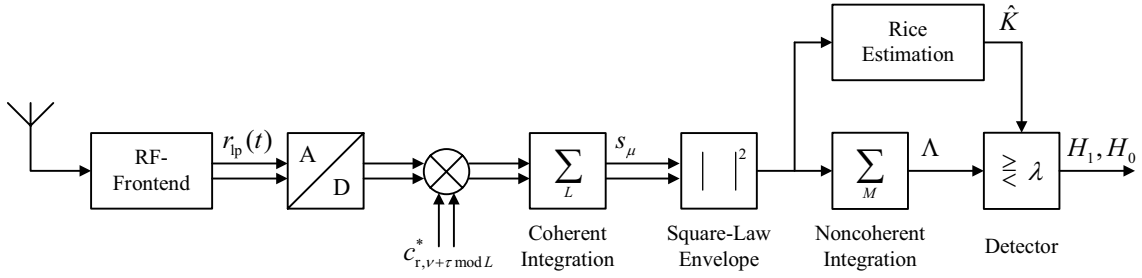 Rice
Estimation
K̂
RF-
Frontend
r_lp(t)
A
D
∑
L
s_μ
| |²
∑
M
Λ
≷ λ
H₁, H₀
c*_r,ν+τ mod L
Coherent
Integration
Square-Law
Envelope
Noncoherent
Integration
Detector